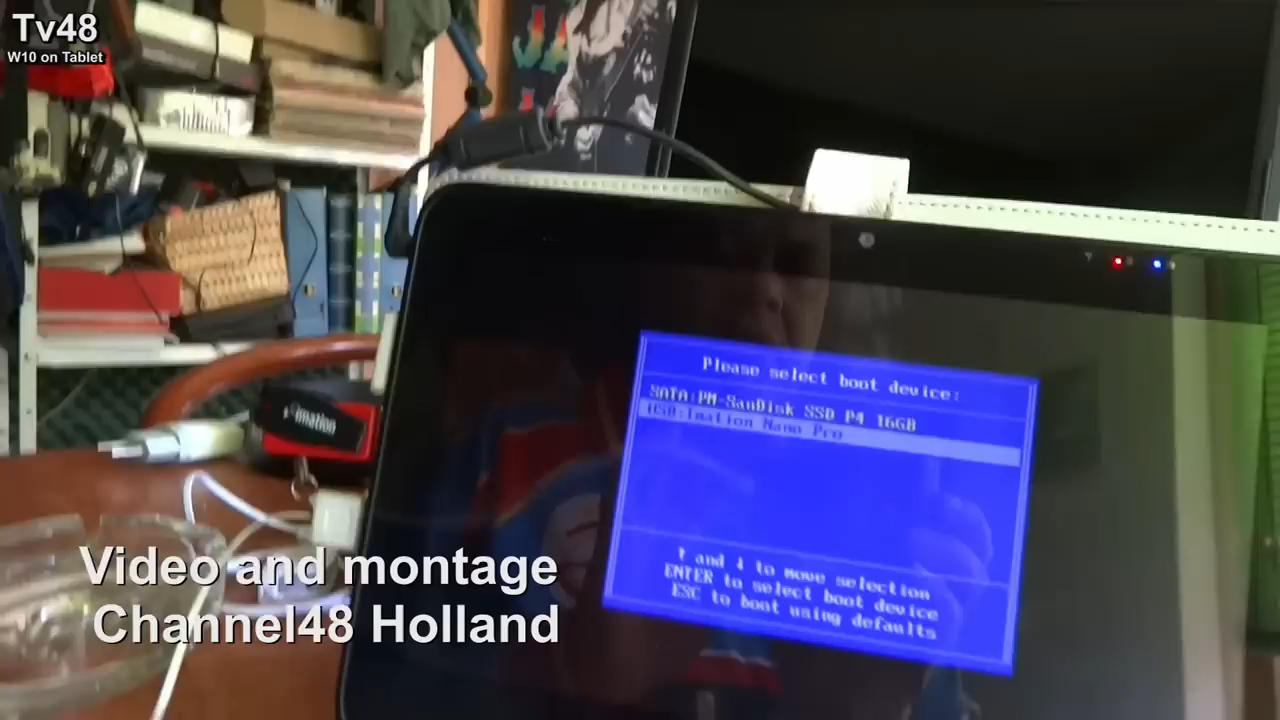 Tv48
W10 on Tablet
Please select boot device:
SATA:PM-SanDisk SSD P4 16GB
USB:Imation Nano Pro
↑ and ↓ to move selection
ENTER to select boot device
ESC to boot using defaults
imation
Video and montage
Channel48 Holland